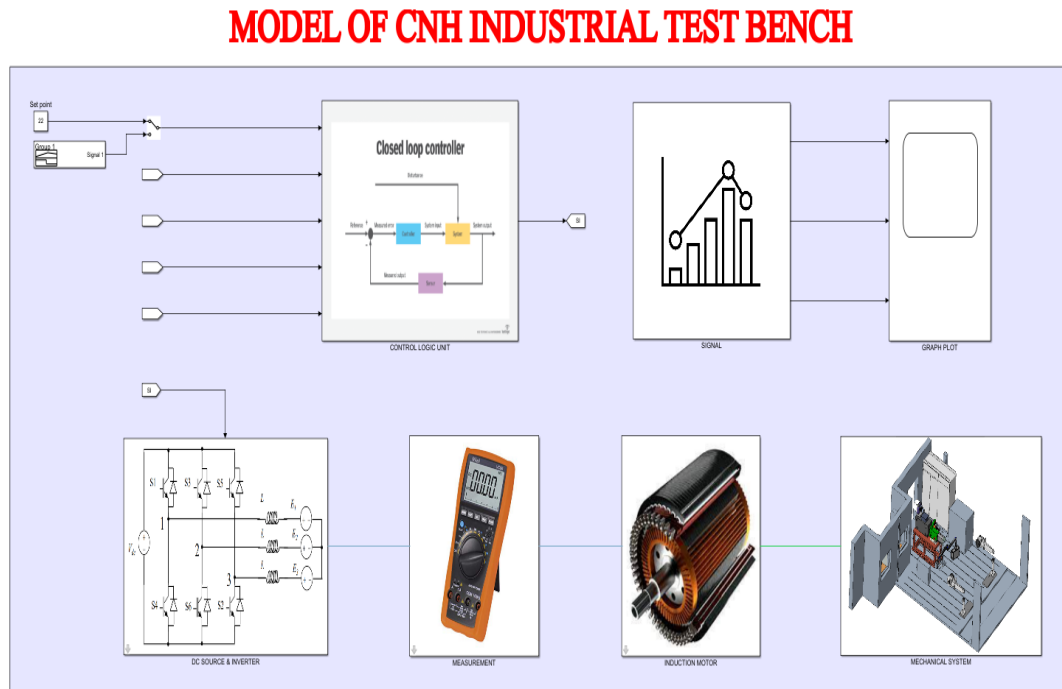 MODEL OF CNH INDUSTRIAL TEST BENCH
Set point
22
Group 1
Signal 1
Closed loop controller
Disturbance
Reference
+
Measured error
System input
System output
Controller
System
−
Measured output
Sensor
CONTROL LOGIC UNIT
SIGNAL
GRAPH PLOT
S1
S3
S5
L
1
2
L
3
S4
S6
S2
DC SOURCE & INVERTER
00.00
MEASUREMENT
INDUCTION MOTOR
MECHANICAL SYSTEM